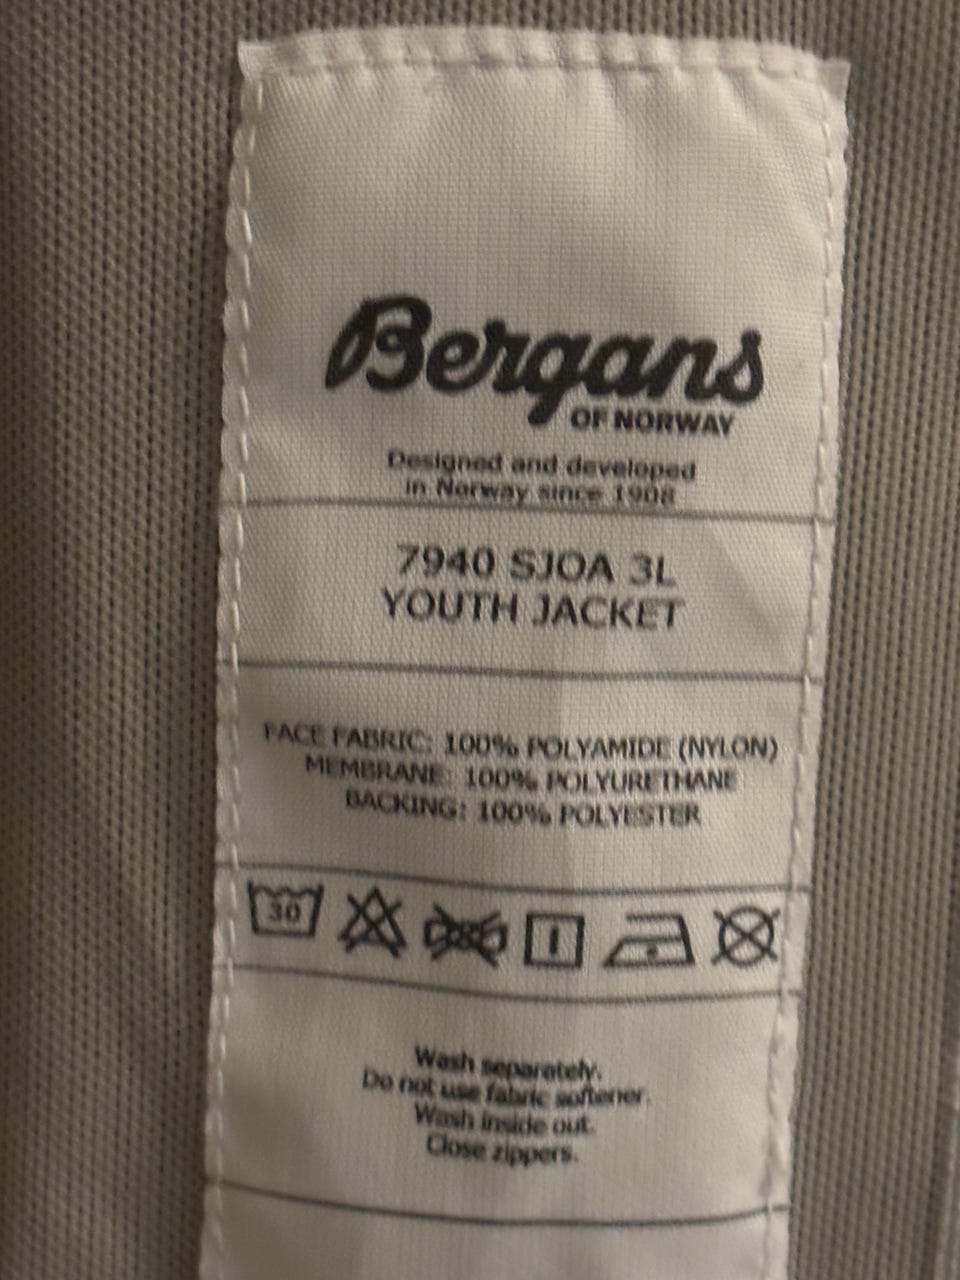 Bergans
OF NORWAY
Designed and developed
in Norway since 1908
7940 SJOA 3L
YOUTH JACKET
FACE FABRIC: 100% POLYAMIDE (NYLON)
MEMBRANE: 100% POLYURETHANE
BACKING: 100% POLYESTER
30
Wash separately.
Do not use fabric softener.
Wash inside out.
Close zippers.